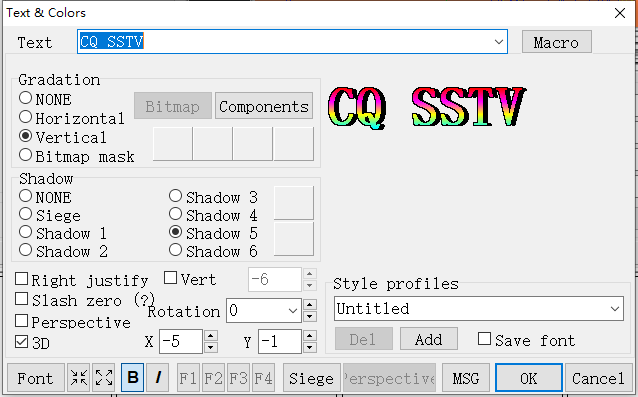 Text & Colors
Text CQ SSTV Macro
Gradation
NONE Bitmap Components
Horizontal
Vertical
Bitmap mask
CQ SSTV
Shadow
NONE Shadow 3
Siege Shadow 4
Shadow 1 Shadow 5
Shadow 2 Shadow 6
Right justify Vert -6
Slash zero (?)
Rotation 0
Perspective
3D X -5 Y -1
Style profiles
Untitled
Del Add Save font
Font B I F1 F2 F3 F4 Siege Perspective MSG OK Cancel